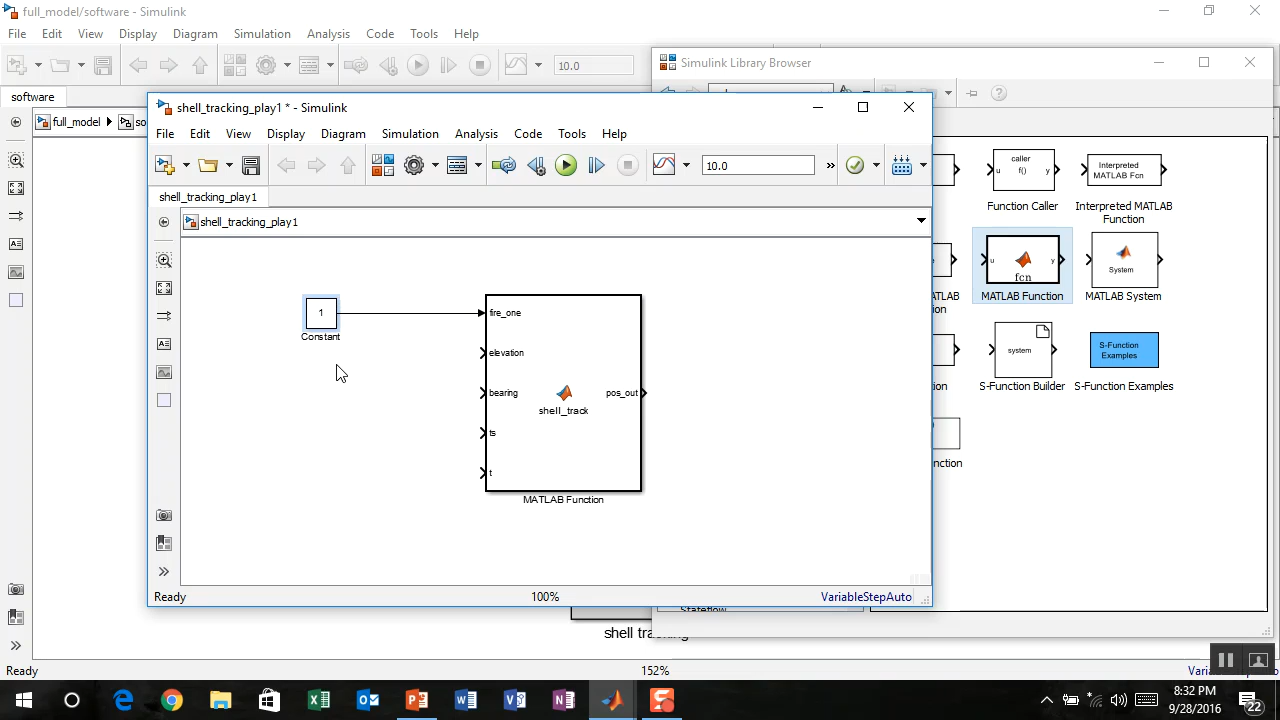 full_model/software - Simulink
File Edit View Display Diagram Simulation Analysis Code Tools Help
10.0
software
full_model
Simulink Library Browser
shell_tracking_play1 * - Simulink
File Edit View Display Diagram Simulation Analysis Code Tools Help
10.0
shell_tracking_play1
shell_tracking_play1
1
Constant
fire_one
elevation
bearing
ts
t
shell_track
pos_out
MATLAB Function
Ready
100%
VariableStepAuto
caller
u f() y
Function Caller
Interpreted
MATLAB Fcn
Interpreted MATLAB
Function
u y
fcn
MATLAB Function
System
MATLAB System
system
S-Function Builder
S-Function
Examples
S-Function Examples
Ready
152%
8:32 PM
9/28/2016
22